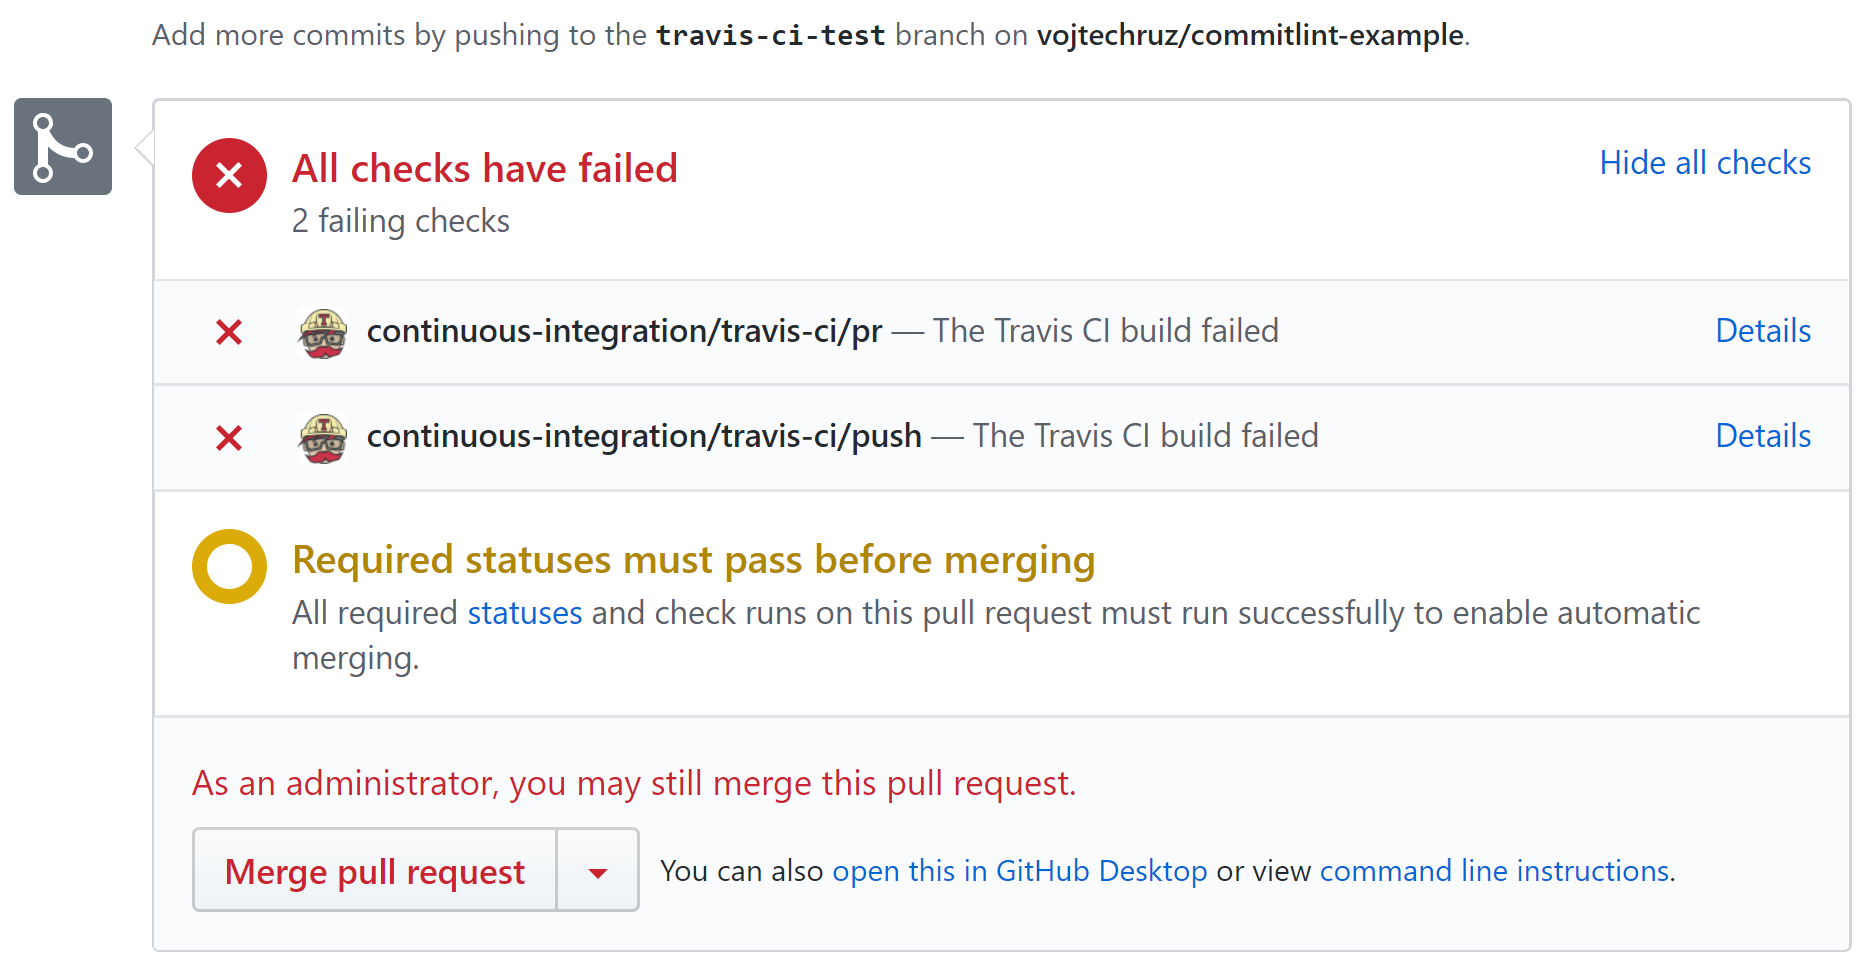 Add more commits by pushing to the travis-ci-test branch on vojtechruz/commitlint-example.
All checks have failed
Hide all checks
2 failing checks
continuous-integration/travis-ci/pr — The Travis CI build failed
Details
continuous-integration/travis-ci/push — The Travis CI build failed
Details
Required statuses must pass before merging
All required statuses and check runs on this pull request must run successfully to enable automatic
merging.
As an administrator, you may still merge this pull request.
Merge pull request
You can also open this in GitHub Desktop or view command line instructions.